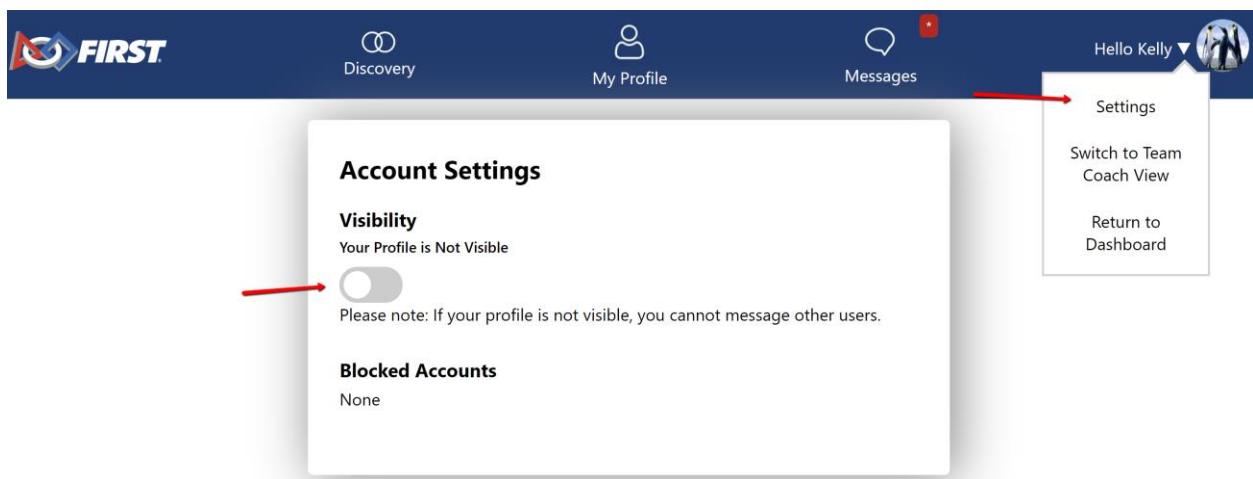 FIRST
Discovery
My Profile
*
Messages
Hello Kelly ▼
Settings
Switch to Team
Coach View
Return to
Dashboard
Account Settings
Visibility
Your Profile is Not Visible
Please note: If your profile is not visible, you cannot message other users.
Blocked Accounts
None